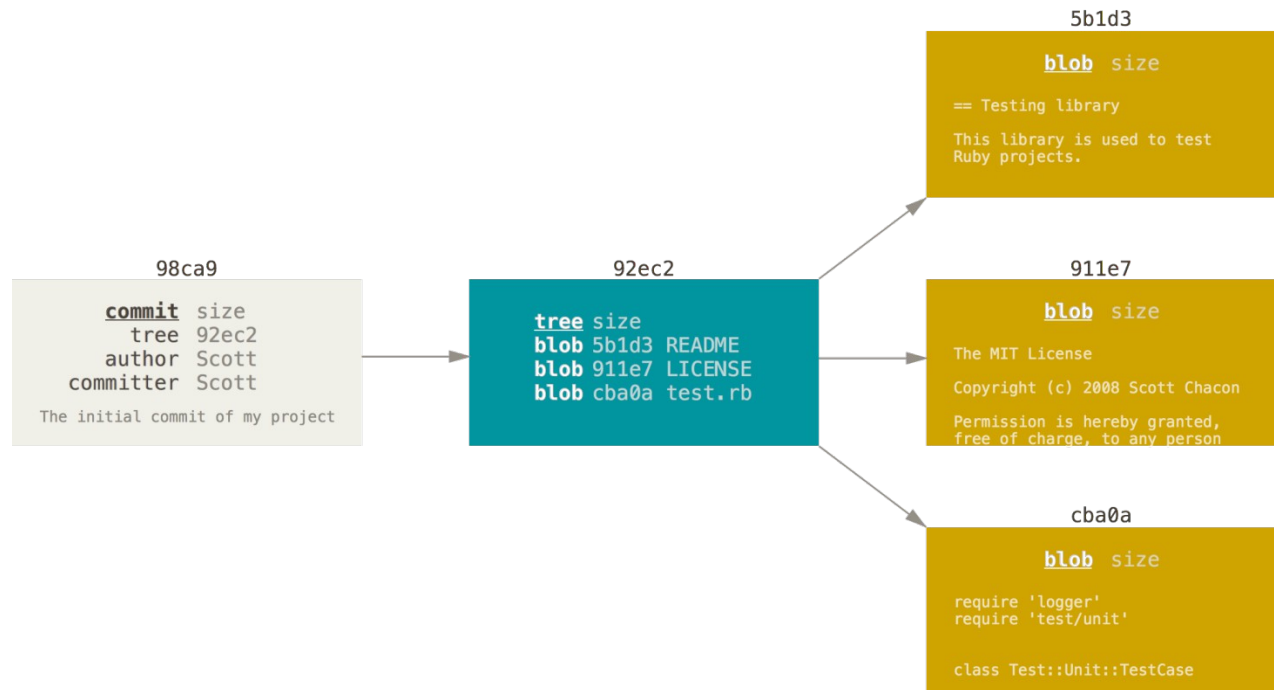 98ca9
commit size
tree 92ec2
author Scott
committer Scott
The initial commit of my project
92ec2
tree size
blob 5b1d3 README
blob 911e7 LICENSE
blob cba0a test.rb
5b1d3
blob size
== Testing library
This library is used to test
Ruby projects.
911e7
blob size
The MIT License
Copyright (c) 2008 Scott Chacon
Permission is hereby granted,
free of charge, to any person
cba0a
blob size
require 'logger'
require 'test/unit'
class Test::Unit::TestCase